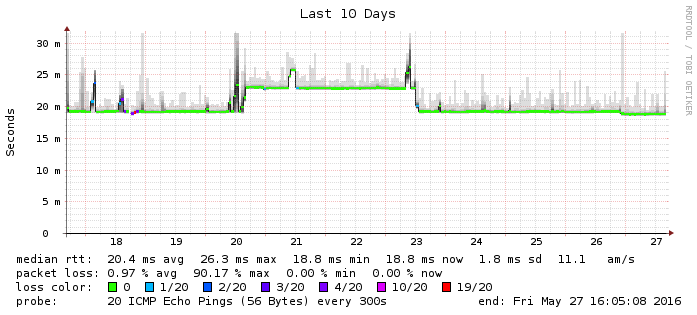 Last 10 Days
RRDTOOL / TOBI OETIKER
Seconds
30 m
25 m
20 m
15 m
10 m
5 m
0
18 19 20 21 22 23 24 25 26 27
median rtt: 20.4 ms avg 26.3 ms max 18.8 ms min 18.8 ms now 1.8 ms sd 11.1 am/s
packet loss: 0.97 % avg 90.17 % max 0.00 % min 0.00 % now
loss color: 0 1/20 2/20 3/20 4/20 10/20 19/20
probe: 20 ICMP Echo Pings (56 Bytes) every 300s end: Fri May 27 16:05:08 2016